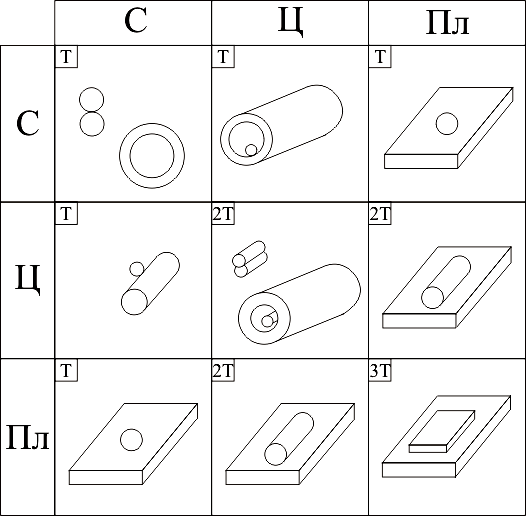 С Ц Пл
Т Т Т
С
Т 2Т 2Т
Ц
Т 2Т 3Т
Пл